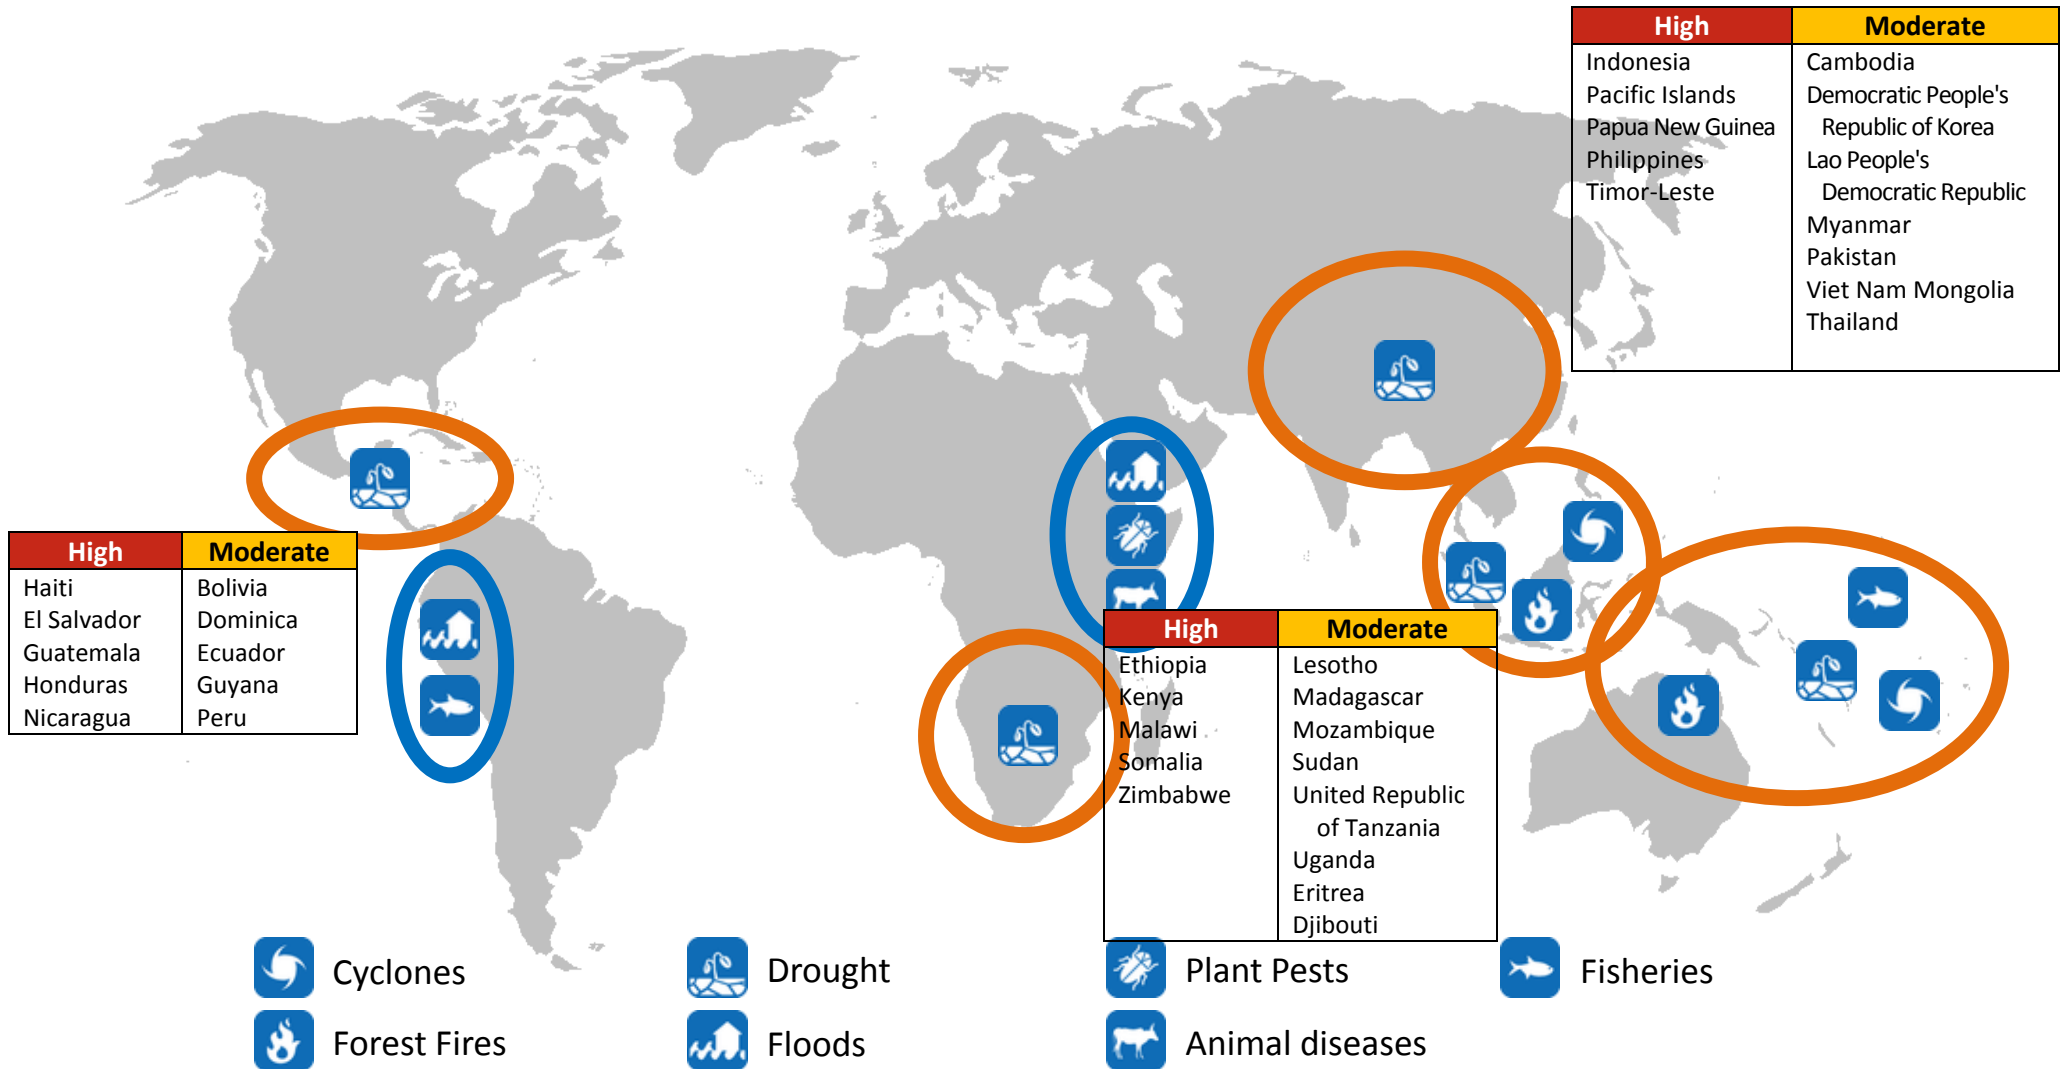 High Moderate
Indonesia
Pacific Islands
Papua New Guinea
Philippines
Timor-Leste
Cambodia
Democratic People's
Republic of Korea
Lao People's
Democratic Republic
Myanmar
Pakistan
Viet Nam Mongolia
Thailand
High Moderate
Haiti
El Salvador
Guatemala
Honduras
Nicaragua
Bolivia
Dominica
Ecuador
Guyana
Peru
High Moderate
Ethiopia
Kenya
Malawi
Somalia
Zimbabwe
Lesotho
Madagascar
Mozambique
Sudan
United Republic
of Tanzania
Uganda
Eritrea
Djibouti
Cyclones
Drought
Plant Pests
Fisheries
Forest Fires
Floods
Animal diseases